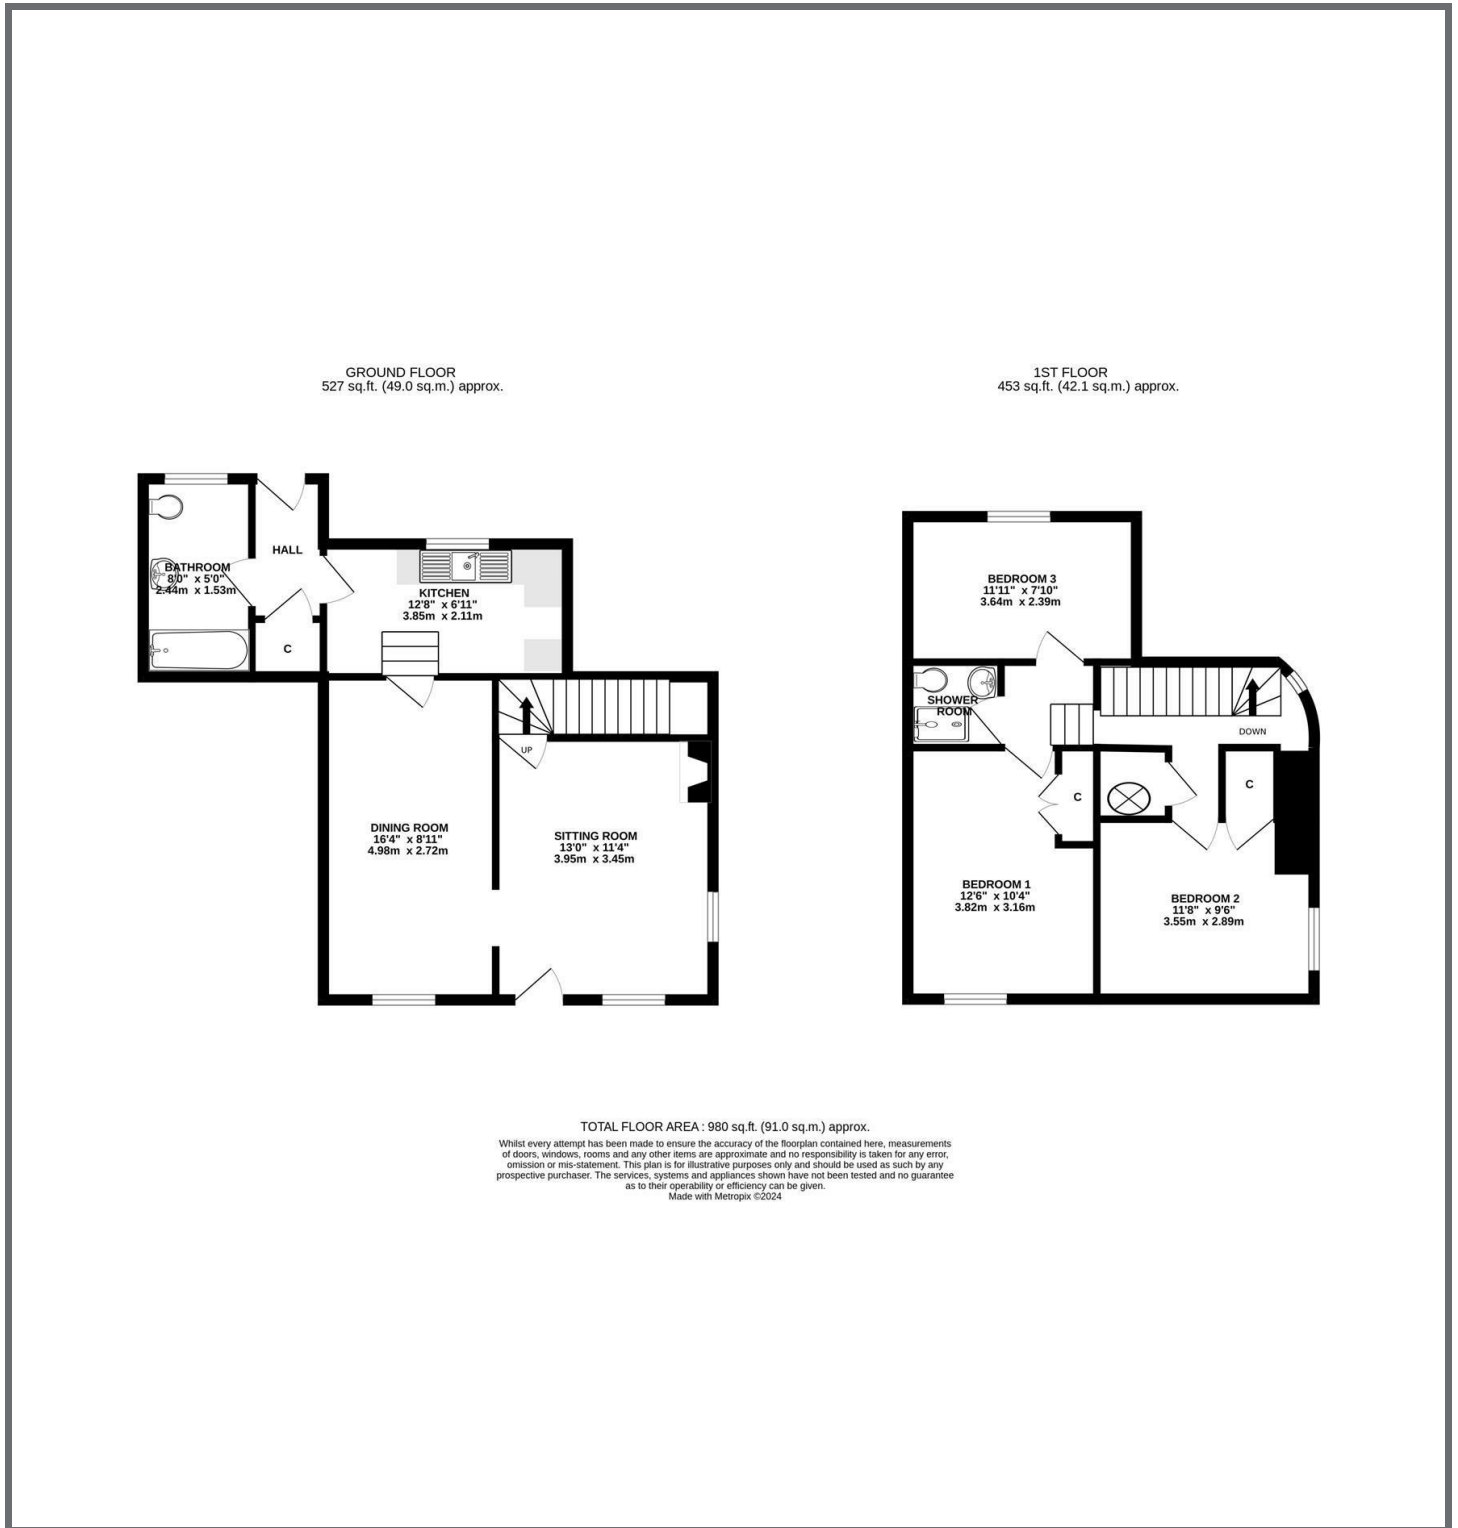 GROUND FLOOR
527 sq.ft. (49.0 sq.m.) approx.
1ST FLOOR
453 sq.ft. (42.1 sq.m.) approx.
HALL
BATHROOM
8'0" x 5'0"
2.44m x 1.53m
KITCHEN
12'8" x 6'11"
3.85m x 2.11m
C
UP
DINING ROOM
16'4" x 8'11"
4.98m x 2.72m
SITTING ROOM
13'0" x 11'4"
3.95m x 3.45m
BEDROOM 3
11'11" x 7'10"
3.64m x 2.39m
SHOWER
ROOM
DOWN
C
C
BEDROOM 1
12'6" x 10'4"
3.82m x 3.16m
BEDROOM 2
11'8" x 9'6"
3.55m x 2.89m
TOTAL FLOOR AREA : 980 sq.ft. (91.0 sq.m.) approx.
Whilst every attempt has been made to ensure the accuracy of the floorplan contained here, measurements
of doors, windows, rooms and any other items are approximate and no responsibility is taken for any error,
omission or mis-statement. This plan is for illustrative purposes only and should be used as such by any
prospective purchaser. The services, systems and appliances shown have not been tested and no guarantee
as to their operability or efficiency can be given.
Made with Metropix ©2024